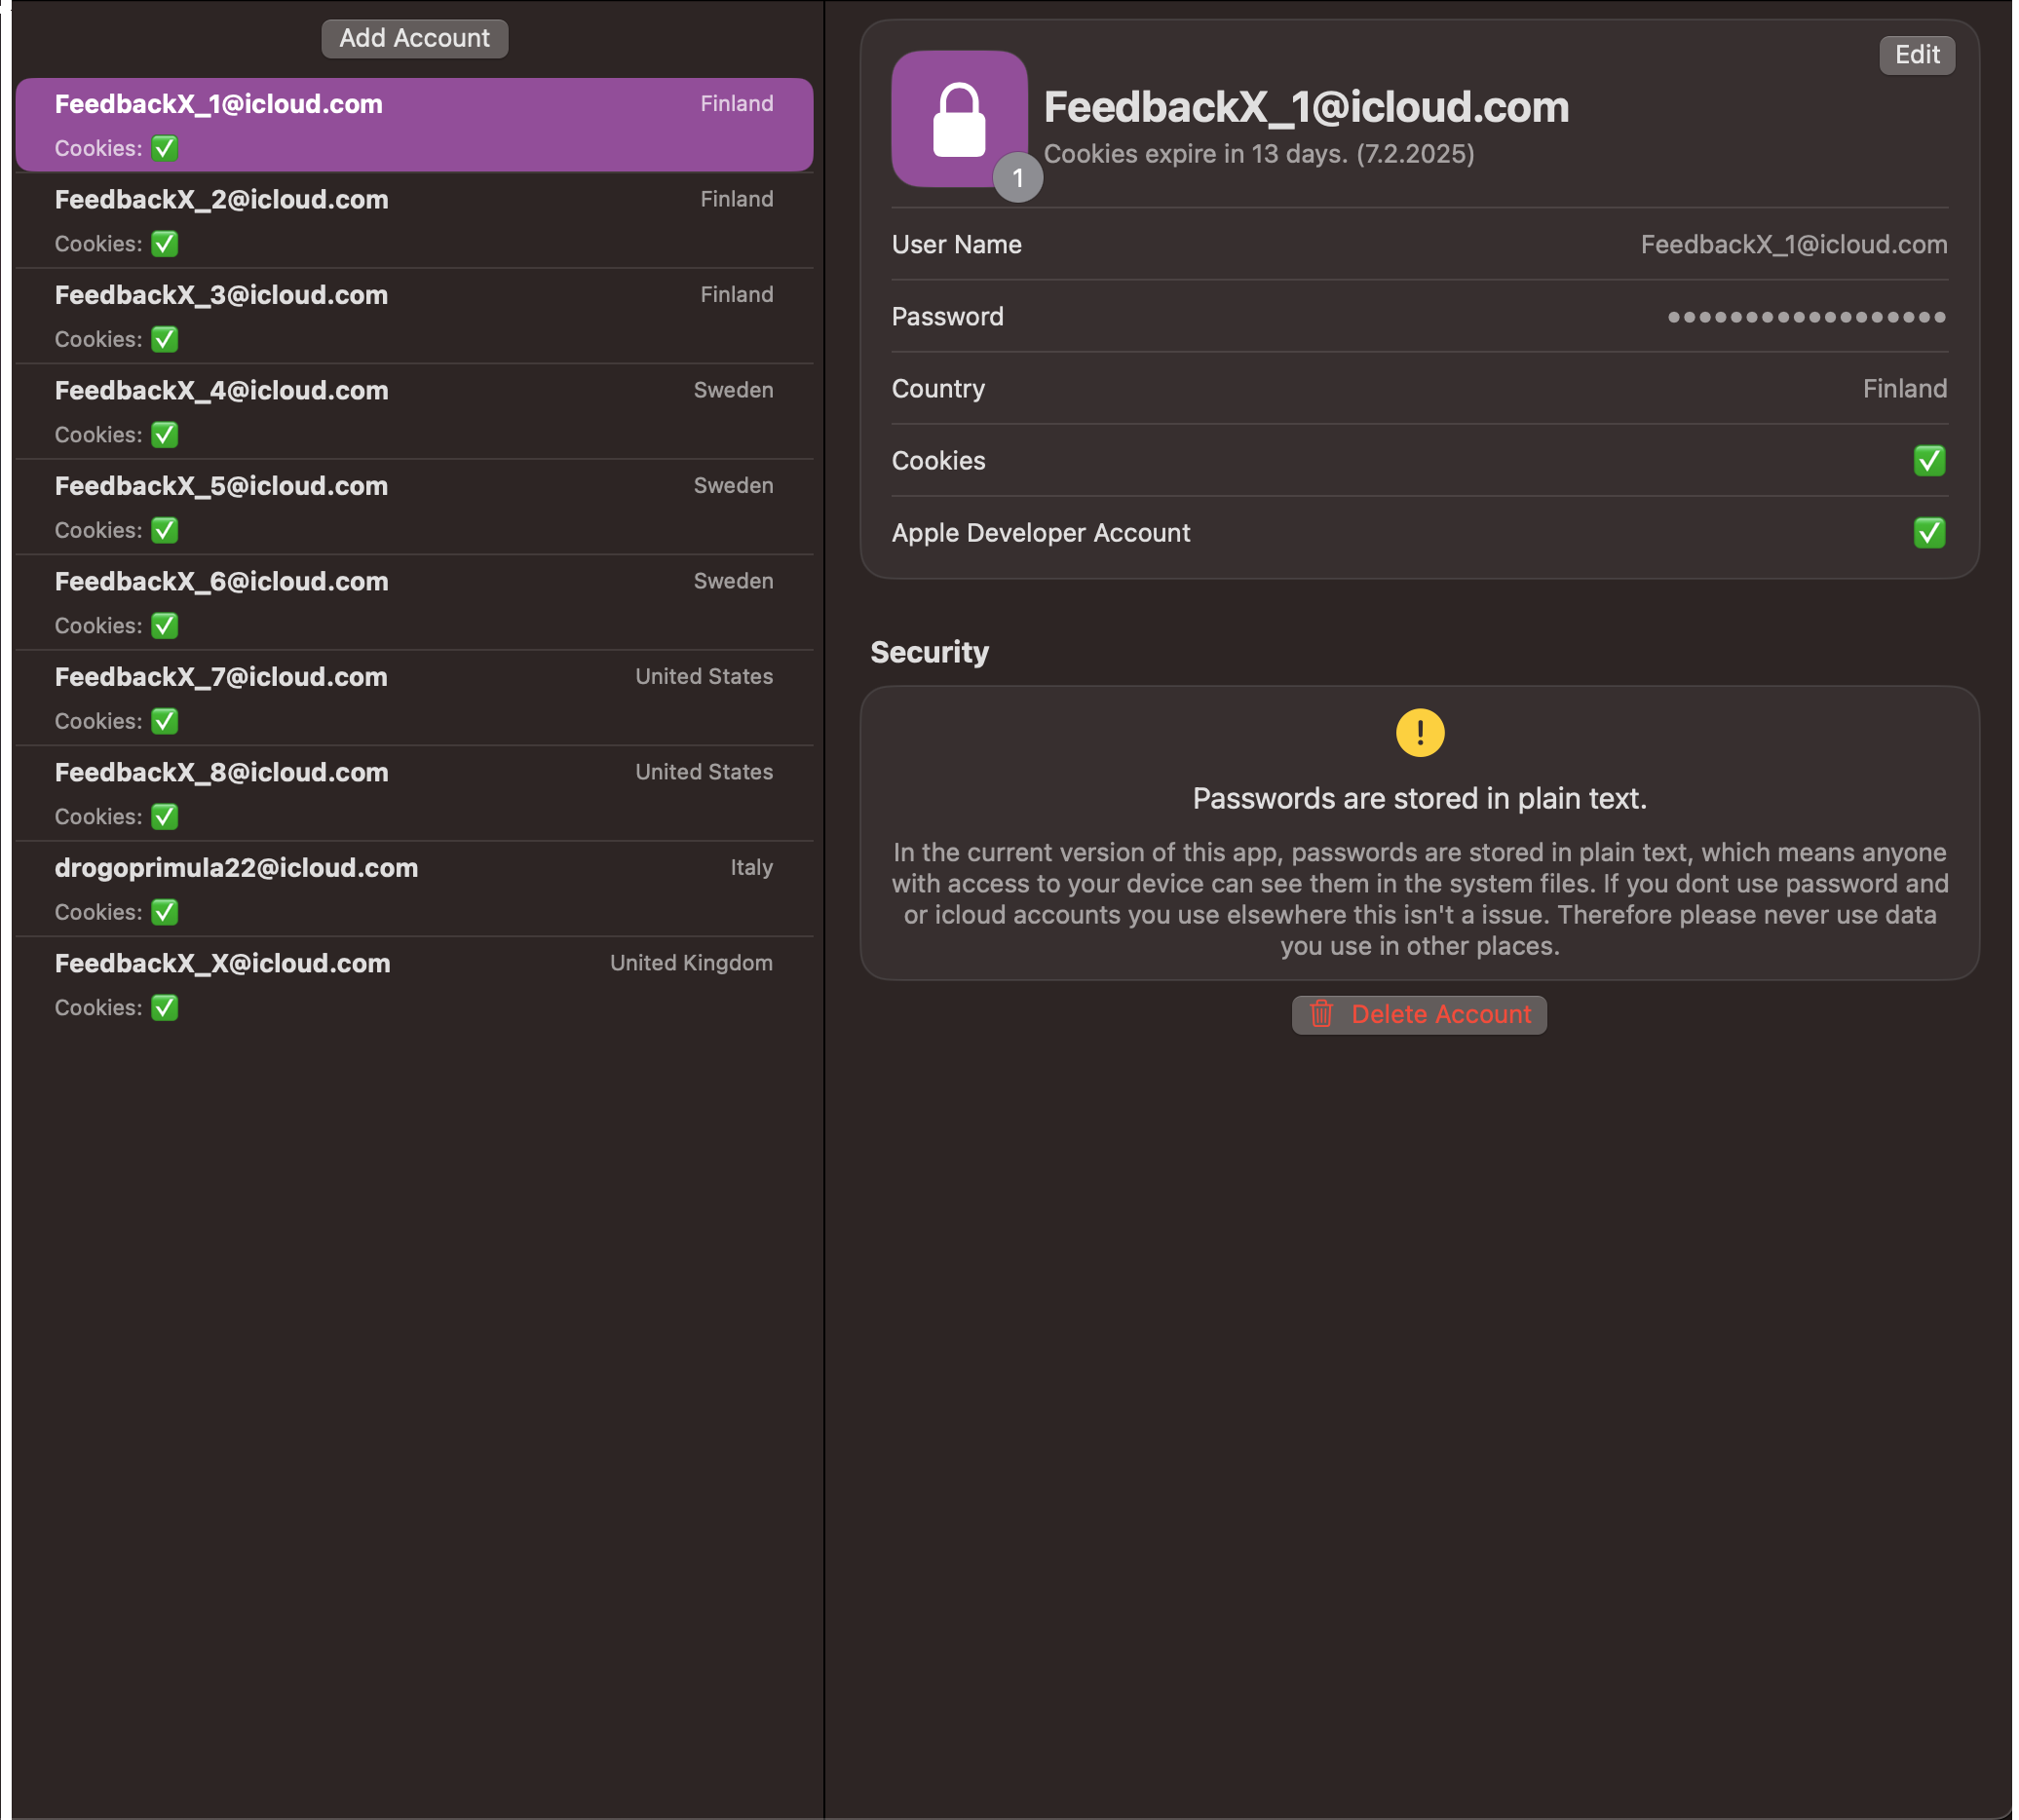 Add Account
FeedbackX_1@icloud.com Finland
Cookies: ✅
FeedbackX_2@icloud.com Finland
Cookies: ✅
FeedbackX_3@icloud.com Finland
Cookies: ✅
FeedbackX_4@icloud.com Sweden
Cookies: ✅
FeedbackX_5@icloud.com Sweden
Cookies: ✅
FeedbackX_6@icloud.com Sweden
Cookies: ✅
FeedbackX_7@icloud.com United States
Cookies: ✅
FeedbackX_8@icloud.com United States
Cookies: ✅
drogoprimula22@icloud.com Italy
Cookies: ✅
FeedbackX_X@icloud.com United Kingdom
Cookies: ✅
Edit
FeedbackX_1@icloud.com
Cookies expire in 13 days. (7.2.2025)
1
User Name FeedbackX_1@icloud.com
Password ••••••••••••••••••
Country Finland
Cookies ✅
Apple Developer Account ✅
Security
!
Passwords are stored in plain text.
In the current version of this app, passwords are stored in plain text, which means anyone
with access to your device can see them in the system files. If you dont use password and
or icloud accounts you use elsewhere this isn't a issue. Therefore please never use data
you use in other places.
Delete Account